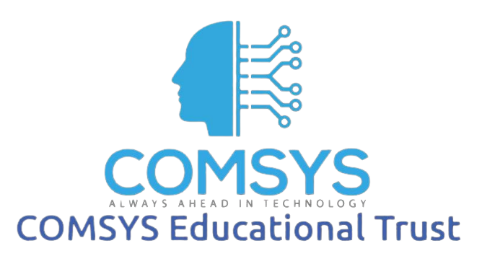 COMSYS
ALWAYS AHEAD IN TECHNOLOGY
COMSYS Educational Trust